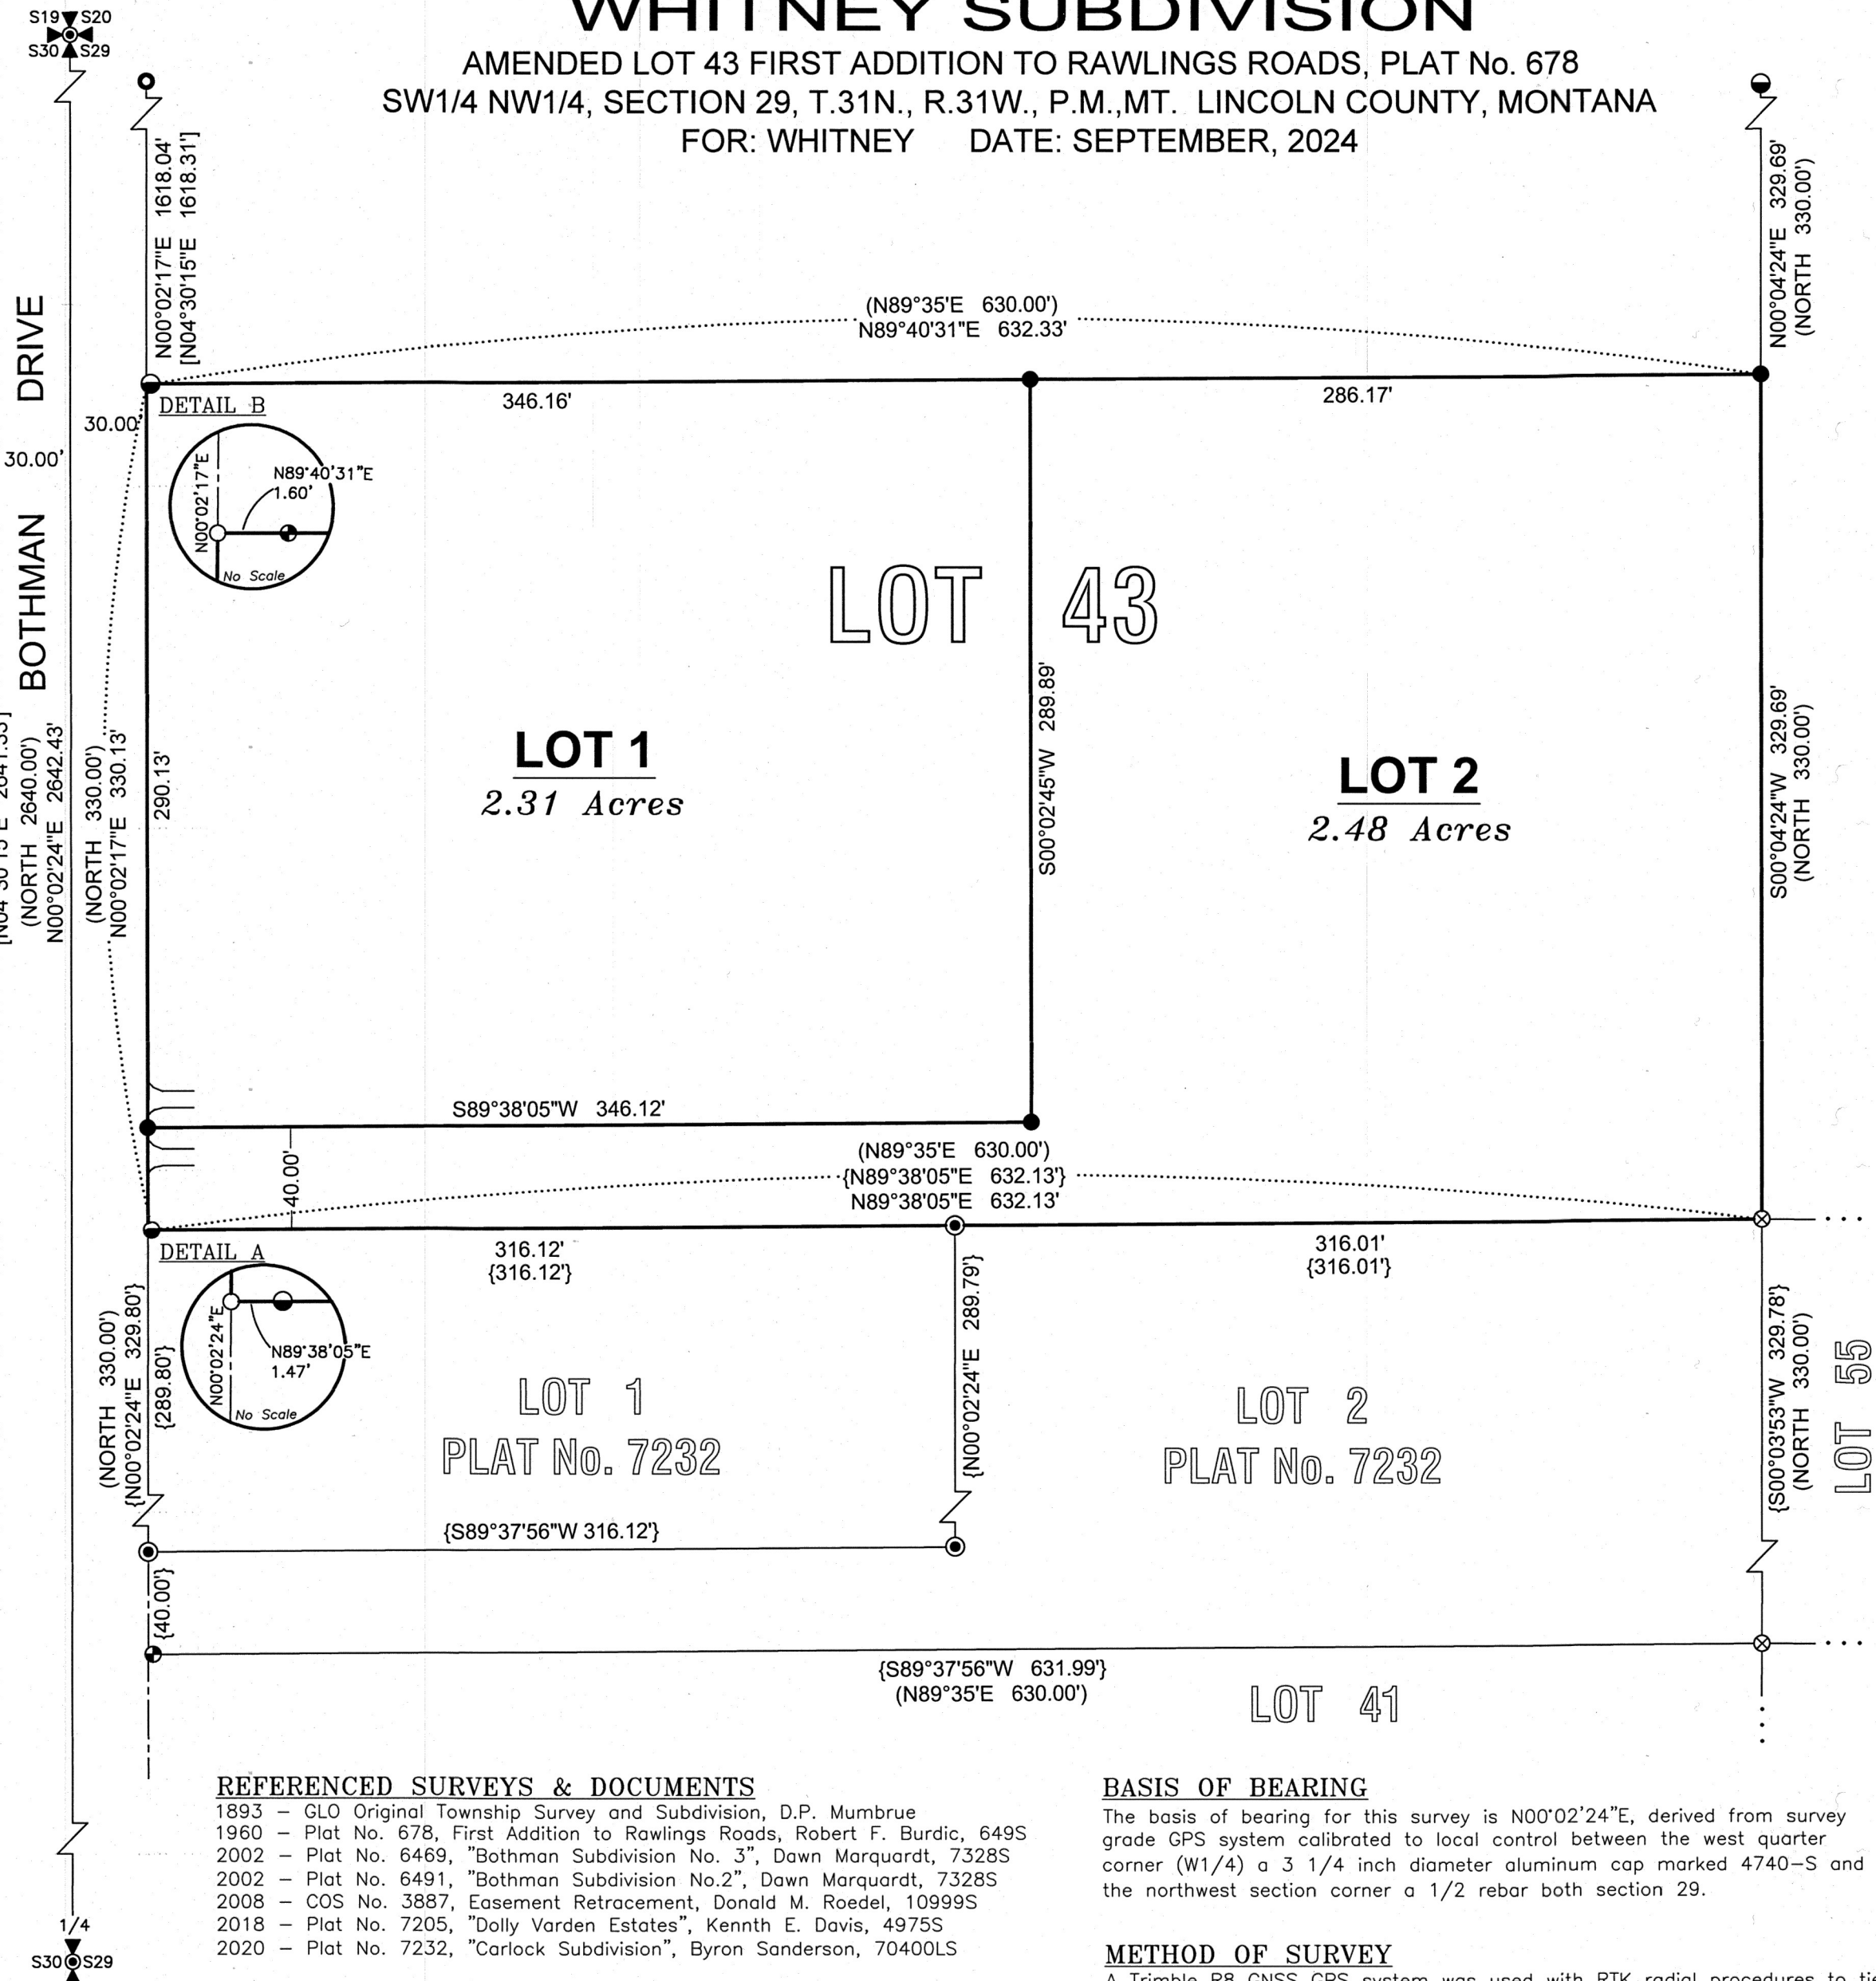 WHITNEY SUBDIVISION
AMENDED LOT 43 FIRST ADDITION TO RAWLINGS ROADS, PLAT No. 678
SW1/4 NW1/4, SECTION 29, T.31N., R.31W., P.M.,MT. LINCOLN COUNTY, MONTANA
FOR: WHITNEY DATE: SEPTEMBER, 2024
S19 S20
S30 S29
N00°02'17"E 1618.04'
[N04°30'15"E 1618.31']
N00°04'24"E 329.69'
(NORTH 330.00')
(N89°35'E 630.00')
N89°40'31"E 632.33'
346.16'
286.17'
BOTHMAN DRIVE
30.00'
30.00'
DETAIL B
N00°02'17"E
N89°40'31"E
1.60'
No Scale
LOT 43
(NORTH 2640.00')
N00°02'24"E 2642.43'
(NORTH 330.00')
N00°02'17"E 330.13'
290.13'
LOT 1
2.31 Acres
S00°02'45"W 289.89'
LOT 2
2.48 Acres
S00°04'24"W 329.69'
(NORTH 330.00')
S89°38'05"W 346.12'
40.00'
(N89°35'E 630.00')
{N89°38'05"E 632.13'}
N89°38'05"E 632.13'
316.12'
{316.12'}
316.01'
{316.01'}
DETAIL A
N00°02'24"E
N89°38'05"E
1.47'
No Scale
(NORTH 330.00')
{N00°02'24"E 329.80'}
{289.80'}
LOT 1
PLAT No. 7232
{N00°02'24"E 289.79'}
LOT 2
PLAT No. 7232
{S00°03'53"W 329.78'}
(NORTH 330.00')
LOT 55
{S89°37'56"W 316.12'}
{40.00'}
{S89°37'56"W 631.99'}
(N89°35'E 630.00')
LOT 41
REFERENCED SURVEYS & DOCUMENTS
1893 – GLO Original Township Survey and Subdivision, D.P. Mumbrue
1960 – Plat No. 678, First Addition to Rawlings Roads, Robert F. Burdic, 649S
2002 – Plat No. 6469, "Bothman Subdivision No. 3", Dawn Marquardt, 7328S
2002 – Plat No. 6491, "Bothman Subdivision No.2", Dawn Marquardt, 7328S
2008 – COS No. 3887, Easement Retracement, Donald M. Roedel, 10999S
2018 – Plat No. 7205, "Dolly Varden Estates", Kennth E. Davis, 4975S
2020 – Plat No. 7232, "Carlock Subdivision", Byron Sanderson, 70400LS
1/4
S30 S29
BASIS OF BEARING
The basis of bearing for this survey is N00°02'24"E, derived from survey
grade GPS system calibrated to local control between the west quarter
corner (W1/4) a 3 1/4 inch diameter aluminum cap marked 4740–S and
the northwest section corner a 1/2 rebar both section 29.
METHOD OF SURVEY
A Trimble R8 GNSS GPS system was used with RTK radial procedures to